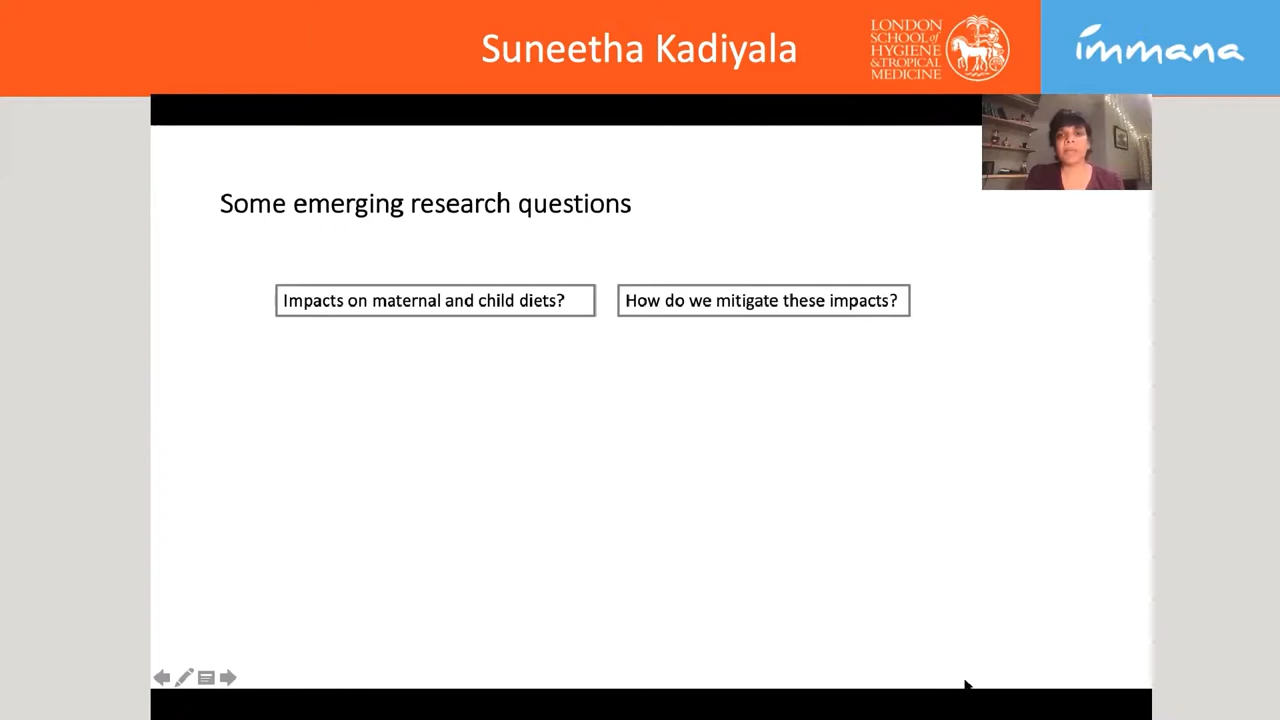 Suneetha Kadiyala
LONDON
SCHOOL of
HYGIENE
& TROPICAL
MEDICINE
immana
Some emerging research questions
Impacts on maternal and child diets?
How do we mitigate these impacts?